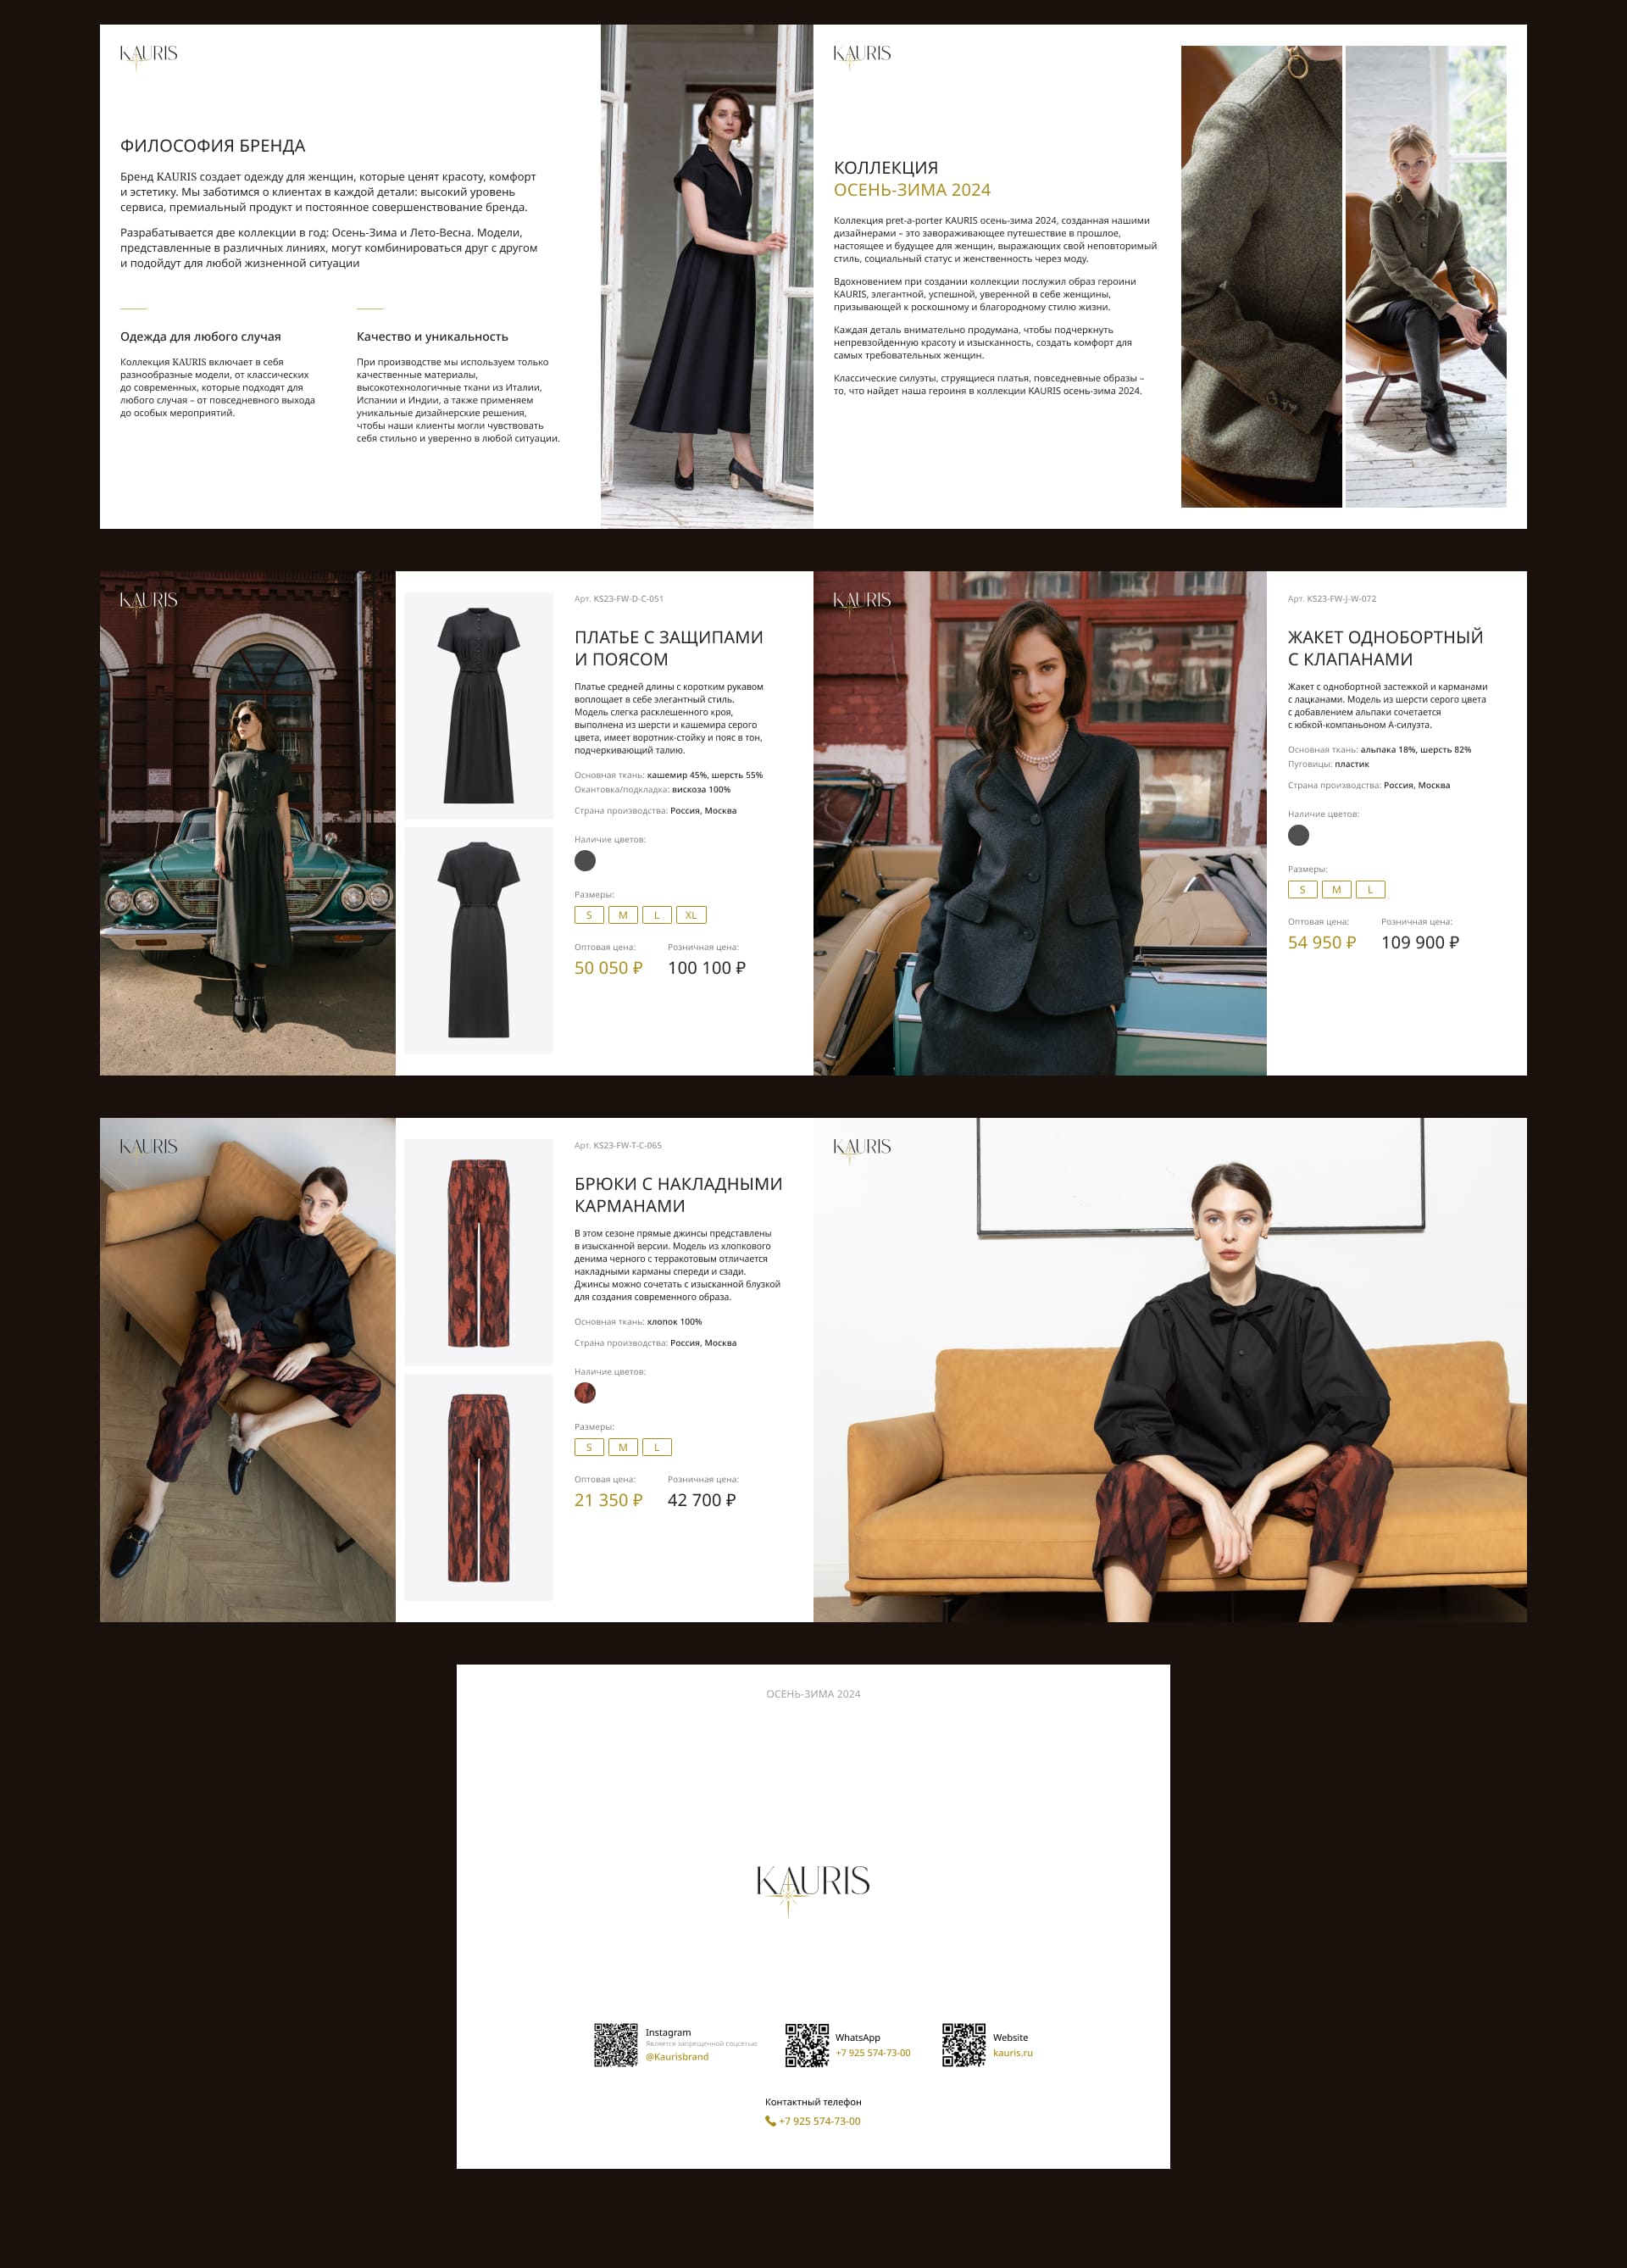 KAURIS
ФИЛОСОФИЯ БРЕНДА
Бренд KAURIS создает одежду для женщин, которые ценят красоту, комфорт
и эстетику. Мы заботимся о клиентах в каждой детали: высокий уровень
сервиса, премиальный продукт и постоянное совершенствование бренда.
Разрабатывается две коллекции в год: Осень-Зима и Лето-Весна. Модели,
представленные в различных линиях, могут комбинироваться друг с другом
и подойдут для любой жизненной ситуации
Одежда для любого случая
Коллекция KAURIS включает в себя
разнообразные модели, от классических
до современных, которые подходят для
любого случая – от повседневного выхода
до особых мероприятий.
Качество и уникальность
При производстве мы используем только
качественные материалы,
высокотехнологичные ткани из Италии,
Испании и Индии, а также применяем
уникальные дизайнерские решения,
чтобы наши клиенты могли чувствовать
себя стильно и уверенно в любой ситуации.
KAURIS
КОЛЛЕКЦИЯ
ОСЕНЬ-ЗИМА 2024
Коллекция pret-a-porter KAURIS осень-зима 2024, созданная нашими
дизайнерами – это завораживающее путешествие в прошлое,
настоящее и будущее для женщин, выражающих свой неповторимый
стиль, социальный статус и женственность через моду.
Вдохновением при создании коллекции послужил образ героини
KAURIS, элегантной, успешной, уверенной в себе женщины,
призывающей к роскошному и благородному стилю жизни.
Каждая деталь внимательно продумана, чтобы подчеркнуть
непревзойденную красоту и изысканность, создать комфорт для
самых требовательных женщин.
Классические силуэты, струящиеся платья, повседневные образы –
то, что найдет наша героиня в коллекции KAURIS осень-зима 2024.
KAURIS
Арт. KS23-FW-D-C-051
ПЛАТЬЕ С ЗАЩИПАМИ
И ПОЯСОМ
Платье средней длины с коротким рукавом
воплощает в себе элегантный стиль.
Модель слегка расклешенного кроя,
выполнена из шерсти и кашемира серого
цвета, имеет воротник-стойку и пояс в тон,
подчеркивающий талию.
Основная ткань: кашемир 45%, шерсть 55%
Окантовка/подкладка: вискоза 100%
Страна производства: Россия, Москва
Наличие цветов:
Размеры:
S M L XL
Оптовая цена: Розничная цена:
50 050 ₽ 100 100 ₽
KAURIS
Арт. KS23-FW-J-W-072
ЖАКЕТ ОДНОБОРТНЫЙ
С КЛАПАНАМИ
Жакет с однобортной застежкой и карманами
с лацканами. Модель из шерсти серого цвета
с добавлением альпаки сочетается
с юбкой-компаньоном А-силуэта.
Основная ткань: альпака 18%, шерсть 82%
Пуговицы: пластик
Страна производства: Россия, Москва
Наличие цветов:
Размеры:
S M L
Оптовая цена: Розничная цена:
54 950 ₽ 109 900 ₽
KAURIS
Арт. KS23-FW-T-C-065
БРЮКИ С НАКЛАДНЫМИ
КАРМАНАМИ
В этом сезоне прямые джинсы представлены
в изысканной версии. Модель из хлопкового
денима черного с терракотовым отличается
накладными карманы спереди и сзади.
Джинсы можно сочетать с изысканной блузкой
для создания современного образа.
Основная ткань: хлопок 100%
Страна производства: Россия, Москва
Наличие цветов:
Размеры:
S M L
Оптовая цена: Розничная цена:
21 350 ₽ 42 700 ₽
KAURIS
ОСЕНЬ-ЗИМА 2024
KAURIS
Instagram
Является запрещенной соцсетью
@Kaurisbrand
WhatsApp
+7 925 574-73-00
Website
kauris.ru
Контактный телефон
+7 925 574-73-00